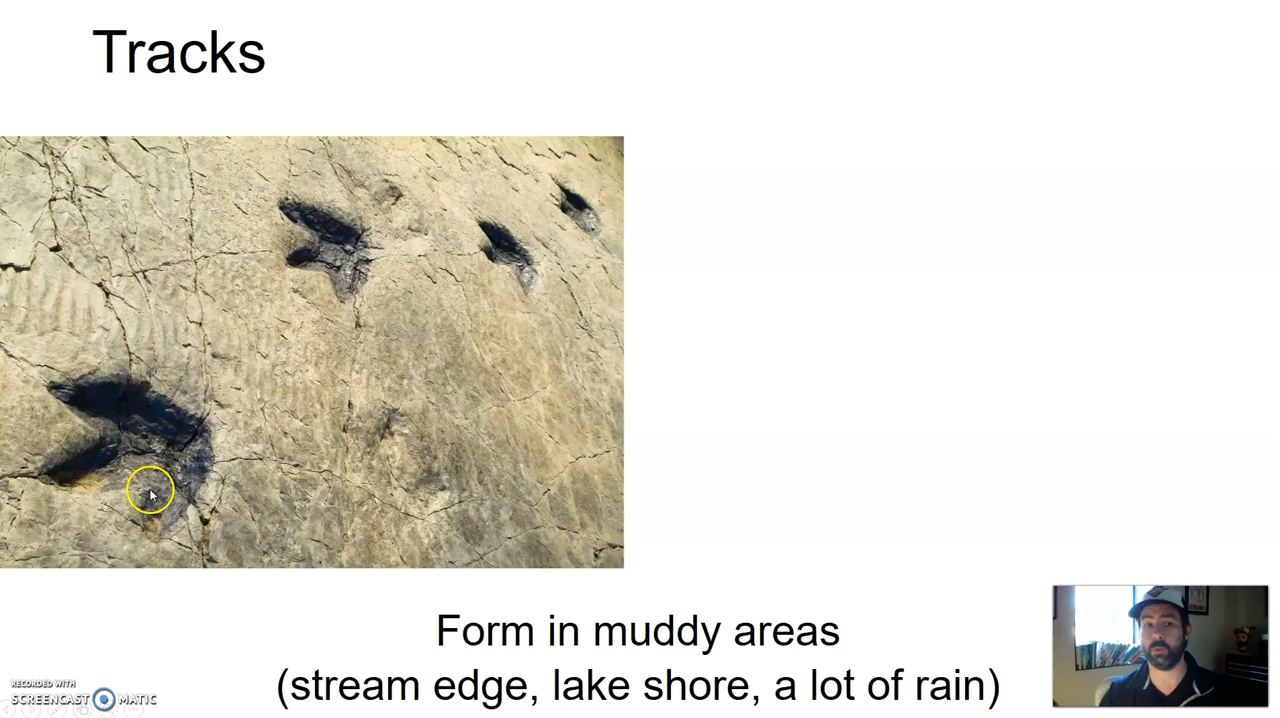 Tracks
Form in muddy areas
(stream edge, lake shore, a lot of rain)
RECORDED WITH
SCREENCAST MATIC